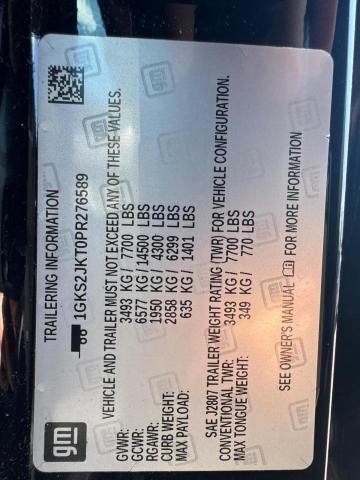 TRAILERING INFORMATION
1GKS2JKT0PR276589
VEHICLE AND TRAILER MUST NOT EXCEED ANY OF THESE VALUES.
GVWR: 3493 KG / 7700 LBS
GCWR: 6577 KG / 14500 LBS
RGAWR: 1950 KG / 4300 LBS
CURB WEIGHT: 2858 KG / 6299 LBS
MAX PAYLOAD: 635 KG / 1401 LBS
SAE J2807 TRAILER WEIGHT RATING (TWR) FOR VEHICLE CONFIGURATION.
CONVENTIONAL TWR: 3493 KG / 7700 LBS
MAX TONGUE WEIGHT: 349 KG / 770 LBS
SEE OWNER'S MANUAL FOR MORE INFORMATION
gm